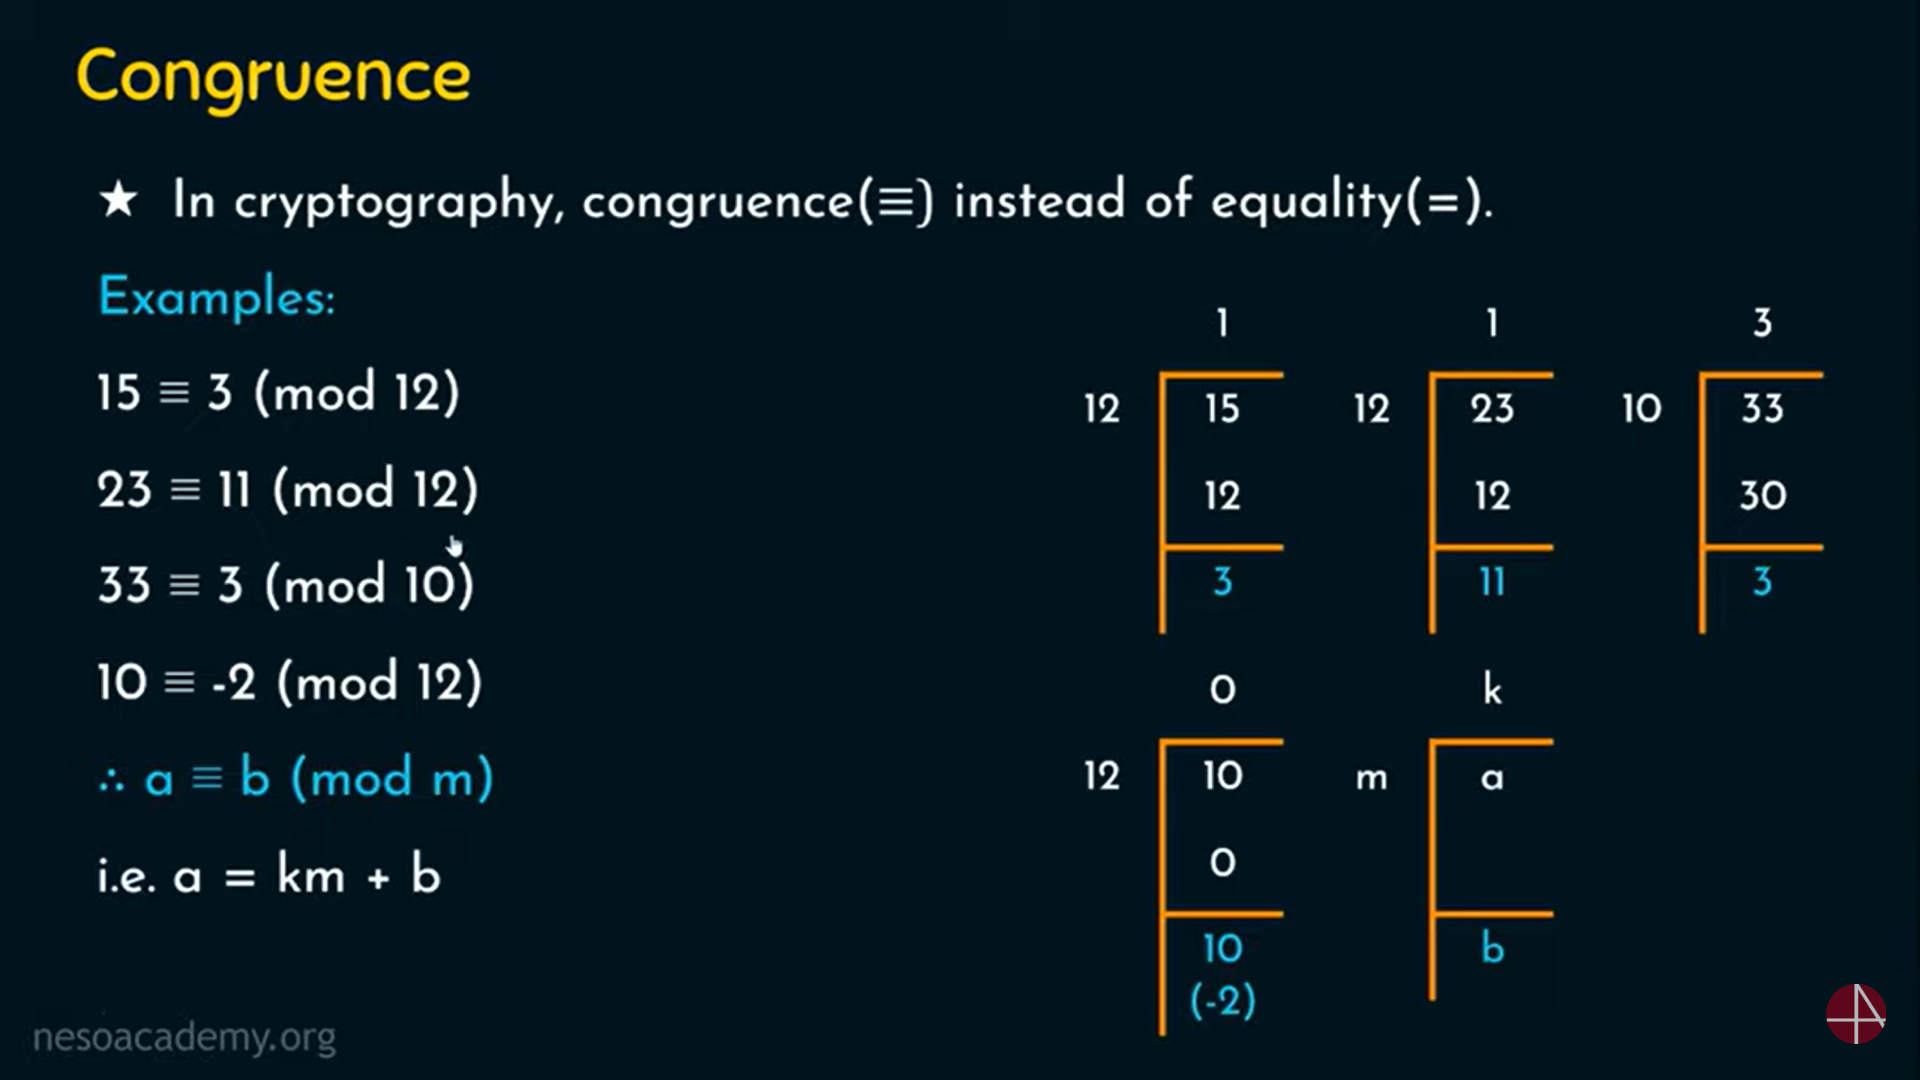 Congruence
★ In cryptography, congruence(≡) instead of equality(=).
Examples:
15 ≡ 3 (mod 12)
23 ≡ 11 (mod 12)
33 ≡ 3 (mod 10)
10 ≡ -2 (mod 12)
∴ a ≡ b (mod m)
i.e. a = km + b
1
12 15
12
3
1
12 23
12
11
3
10 33
30
3
0
12 10
0
10
(-2)
k
m a
b
nesoacademy.org